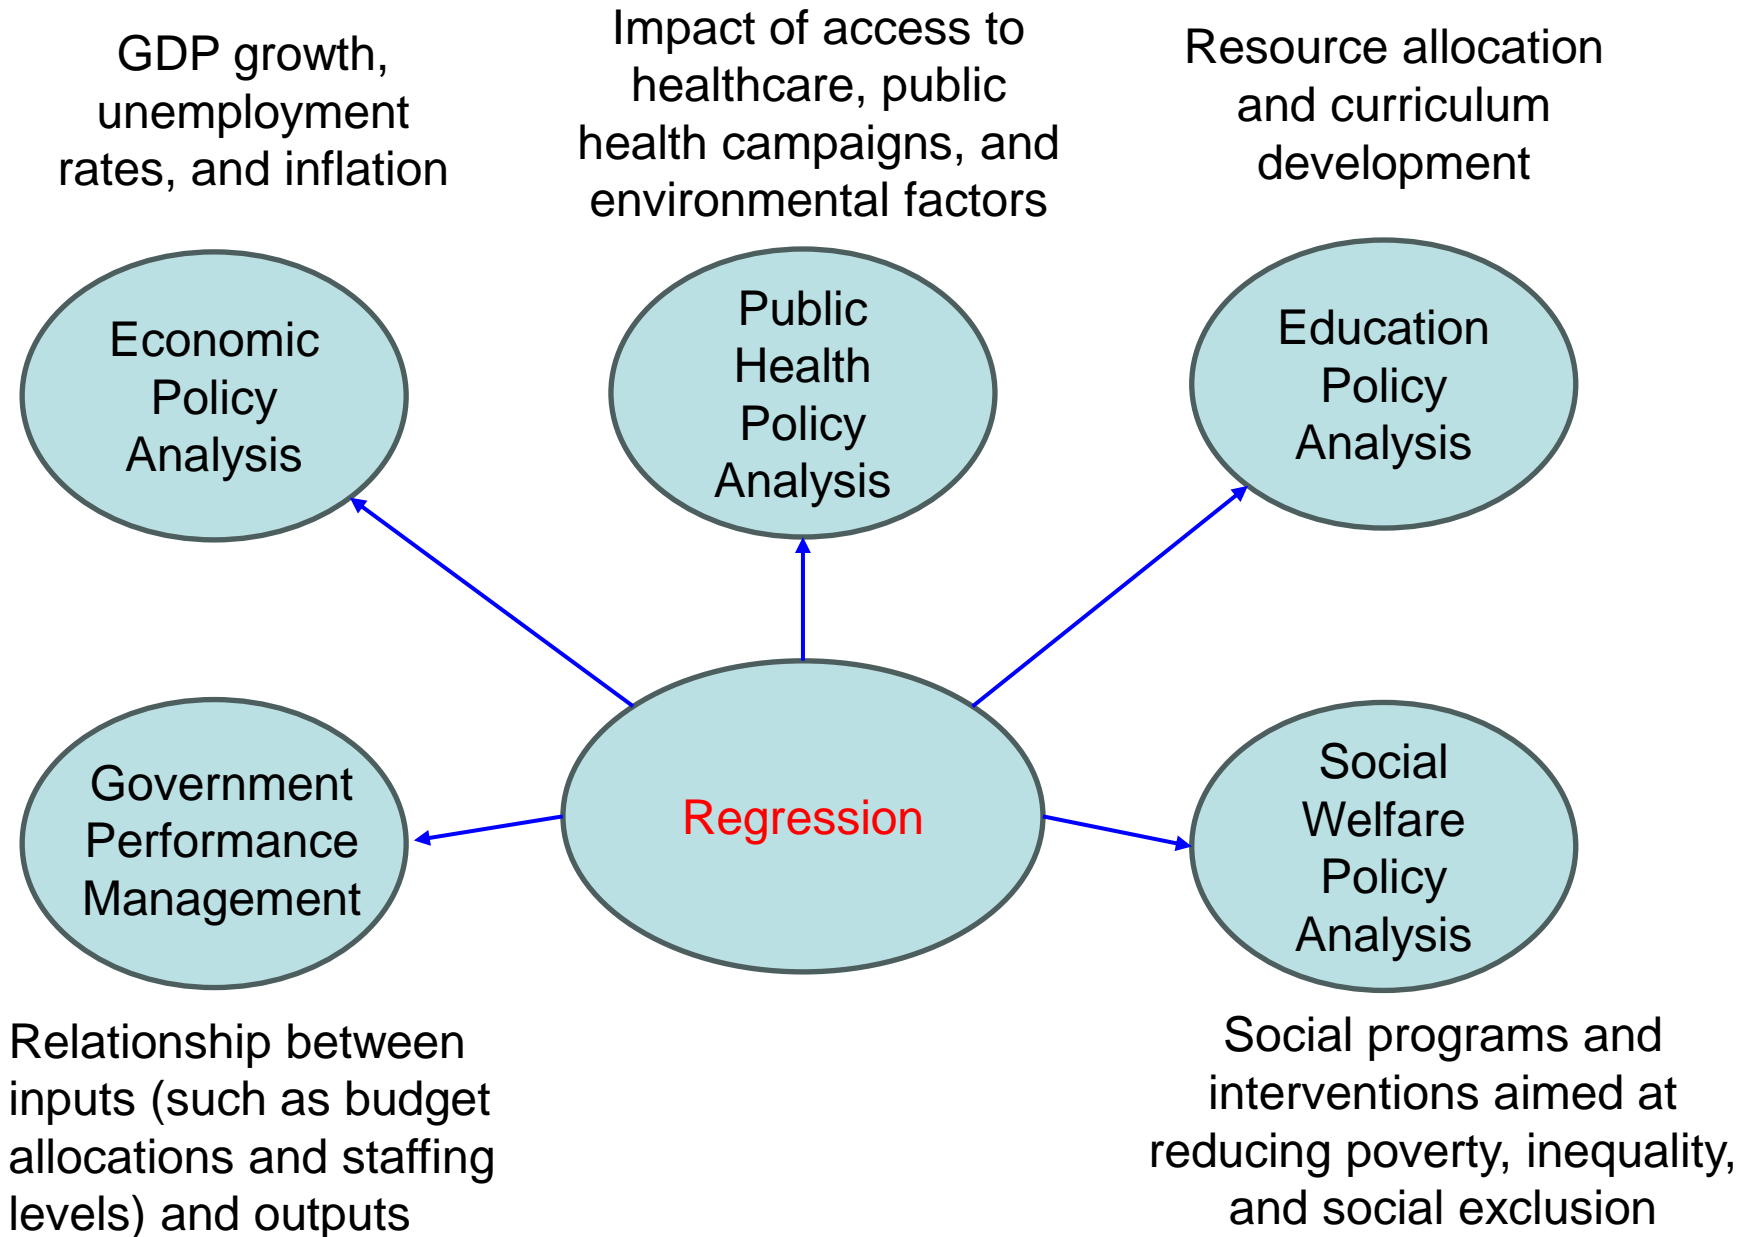 GDP growth,
unemployment
rates, and inflation
Impact of access to
healthcare, public
health campaigns, and
environmental factors
Resource allocation
and curriculum
development
Economic
Policy
Analysis
Public
Health
Policy
Analysis
Education
Policy
Analysis
Government
Performance
Management
Regression
Social
Welfare
Policy
Analysis
Relationship between
inputs (such as budget
allocations and staffing
levels) and outputs
Social programs and
interventions aimed at
reducing poverty, inequality,
and social exclusion